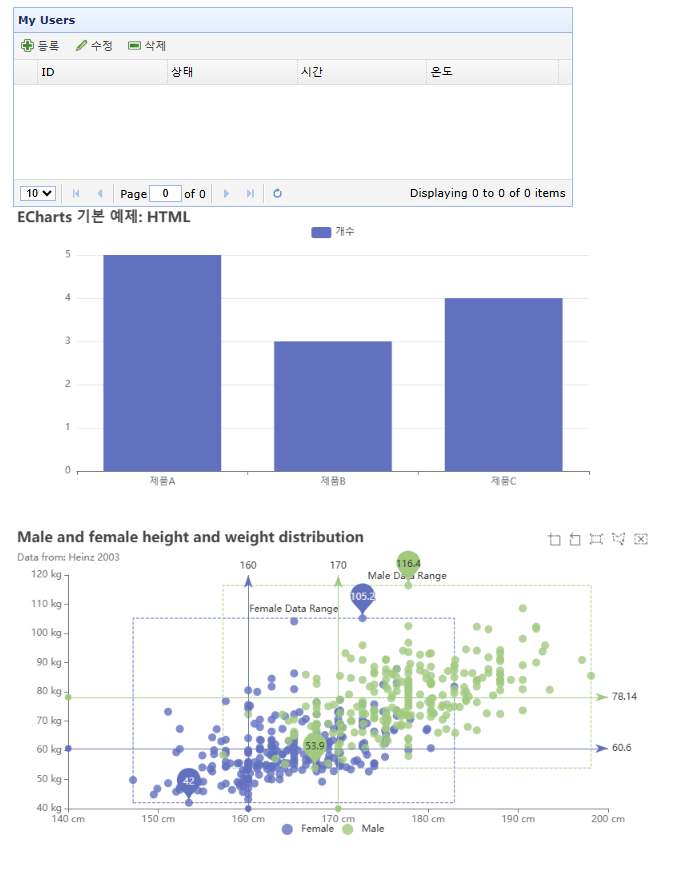 My Users
등록 수정 삭제
ID 상태 시간 온도
10 Page 0 of 0 Displaying 0 to 0 of 0 items
ECharts 기본 예제: HTML
개수
5
4
3
2
1
0
제품A 제품B 제품C
Male and female height and weight distribution
Data from: Heinz 2003
160 170 116.4
Male Data Range
120 kg
105.2
110 kg
Female Data Range
100 kg
90 kg
80 kg
78.14
70 kg
53.9
60 kg
60.6
50 kg
42
40 kg
140 cm 150 cm 160 cm 170 cm 180 cm 190 cm 200 cm
Female Male